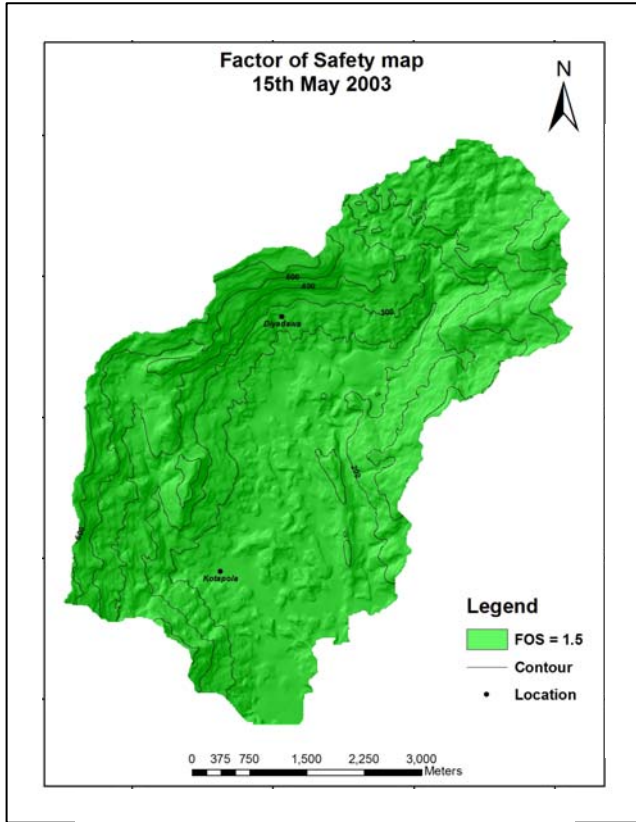 Factor of Safety map
15th May 2003
N
600
400
300
Diyadawa
200
Kotapola
Legend
FOS = 1.5
Contour
Location
0 375 750 1,500 2,250 3,000
Meters